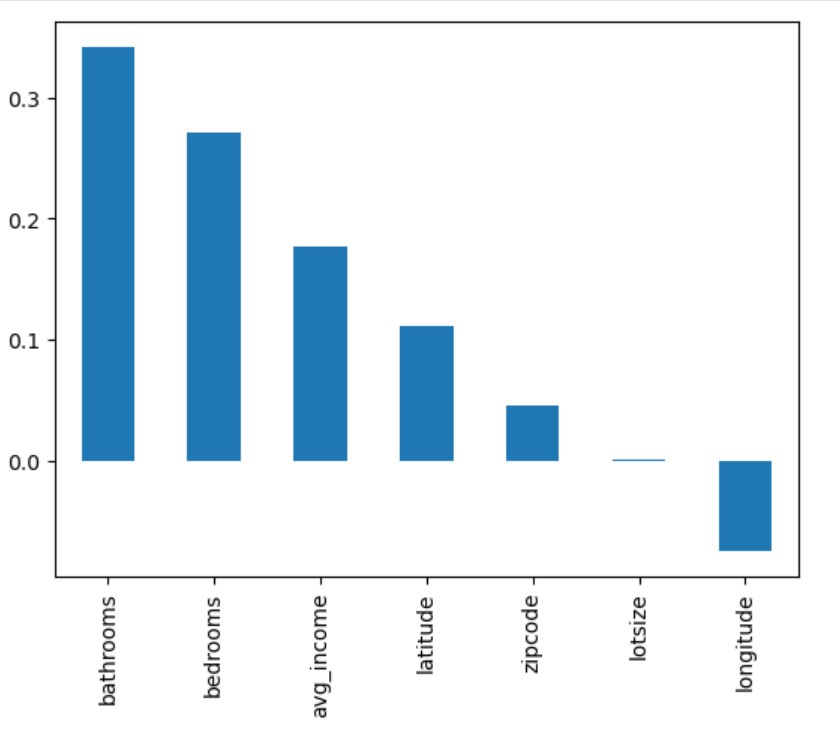 0.3
0.2
0.1
0.0
bathrooms
bedrooms
avg_income
latitude
zipcode
lotsize
longitude